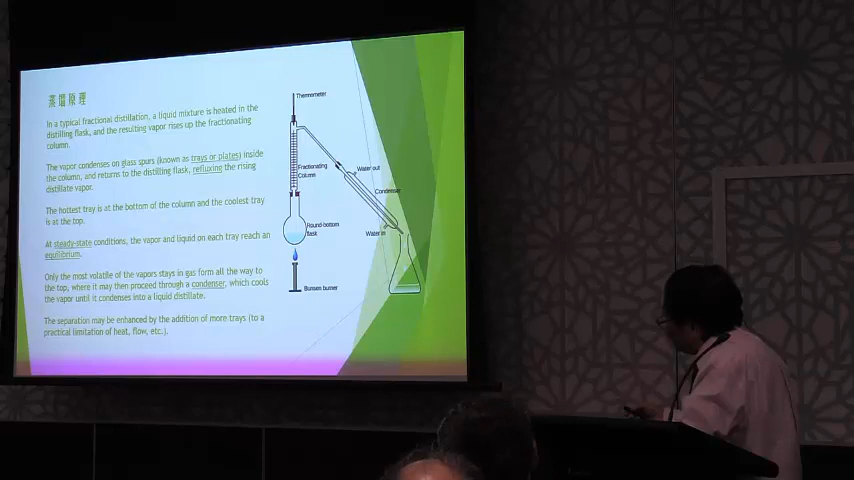 蒸馏原理
In a typical fractional distillation, a liquid mixture is heated in the
distilling flask, and the resulting vapor rises up the fractionating
column.
The vapor condenses on glass spurs (known as trays or plates) inside
the column, and returns to the distilling flask, refluxing the rising
distillate vapor.
The hottest tray is at the bottom of the column and the coolest tray
is at the top.
At steady-state conditions, the vapor and liquid on each tray reach an
equilibrium.
Only the most volatile of the vapors stays in gas form all the way to
the top, where it may then proceed through a condenser, which cools
the vapor until it condenses into a liquid distillate.
The separation may be enhanced by the addition of more trays (to a
practical limitation of heat, flow, etc.).
Thermometer
Fractionating
Column
Water out
Condenser
Round-bottom
flask
Water in
Bunsen burner